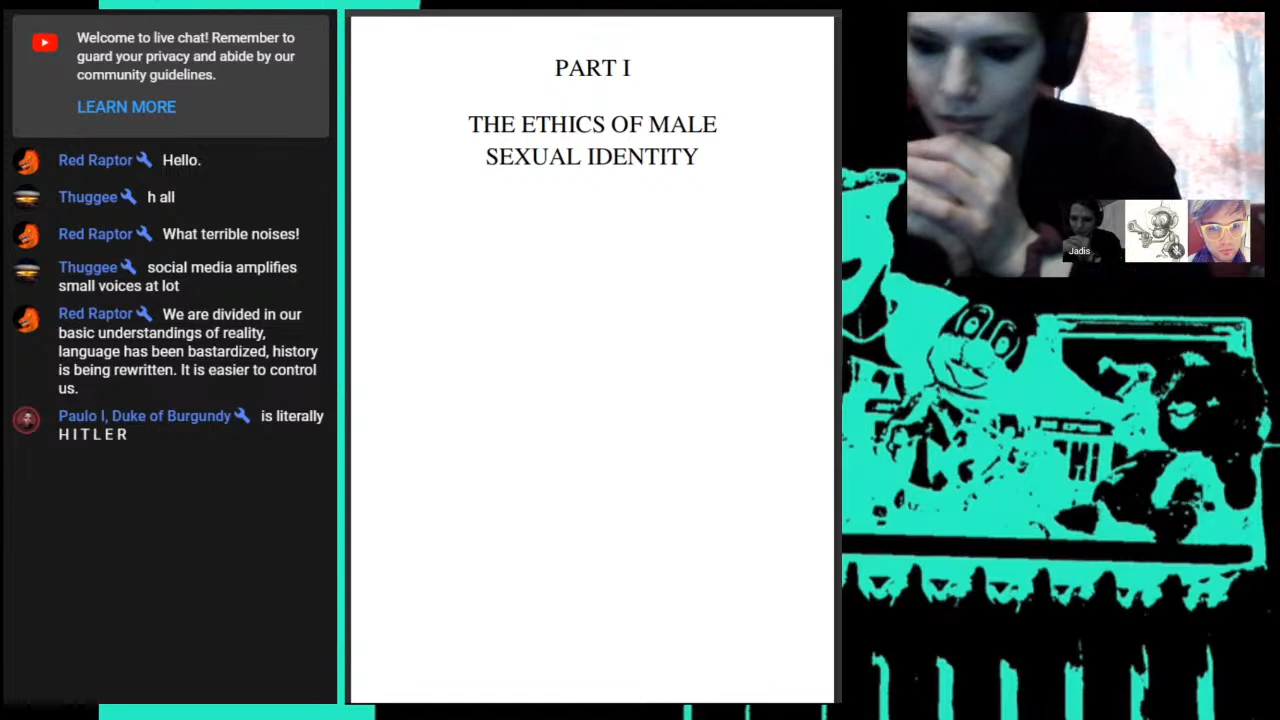 Welcome to live chat! Remember to
guard your privacy and abide by our
community guidelines.
LEARN MORE
Red Raptor Hello.
Thuggee h all
Red Raptor What terrible noises!
Thuggee social media amplifies
small voices at lot
Red Raptor We are divided in our
basic understandings of reality,
language has been bastardized, history
is being rewritten. It is easier to control
us.
Paulo I, Duke of Burgundy is literally
H I T L E R
PART I
THE ETHICS OF MALE
SEXUAL IDENTITY
Jadis